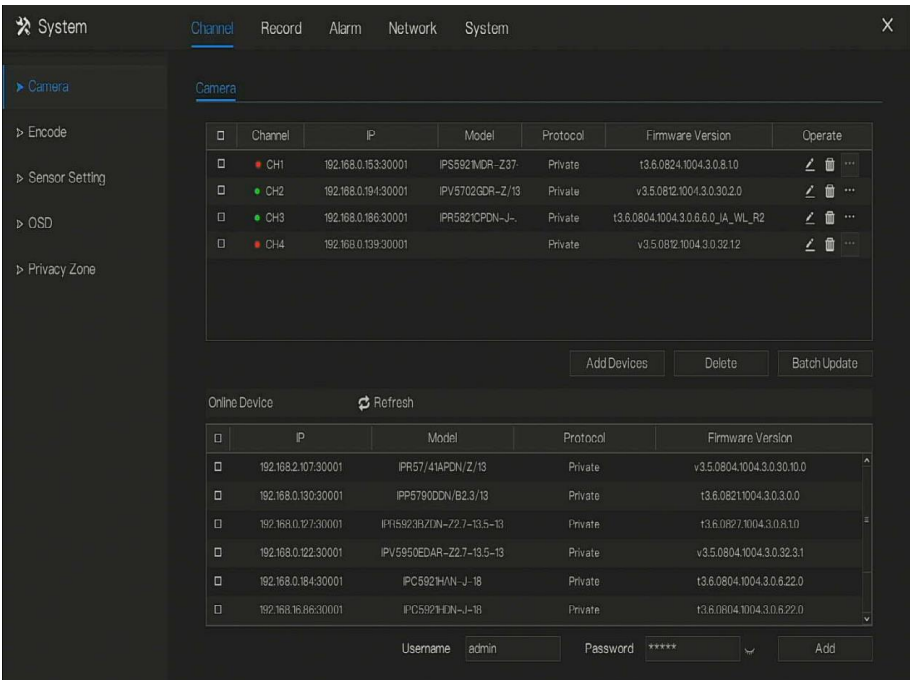 System Channel Record Alarm Network System X
Camera
Camera
Encode
Sensor Setting
OSD
Privacy Zone
Channel IP Model Protocol Firmware Version Operate
CH1 192.168.0.153:30001 IPS5921MDR-Z37- Private t3.6.0824.1004.3.0.8.1.0 ...
CH2 192.168.0.194:30001 IPV5702GDR-Z/13 Private v3.5.0812.1004.3.0.30.2.0 ...
CH3 192.168.0.186:30001 IPR5821CPDN-J-. Private t3.6.0804.1004.3.0.6.6.0_IA_WL_R2 ...
CH4 192.168.0.139:30001 Private v3.5.0812.1004.3.0.32.1.2 ...
Add Devices Delete Batch Update
Online Device Refresh
IP Model Protocol Firmware Version
192.168.2.107:30001 IPR57/41APDN/Z/13 Private v3.5.0804.1004.3.0.30.10.0
192.168.0.130:30001 IPP5790DDN/B2.3/13 Private t3.6.0821.1004.3.0.3.0.0
192.168.0.127:30001 IPR5923BZDN-Z2.7-13.5-13 Private t3.6.0827.1004.3.0.8.1.0
192.168.0.122:30001 IPV5950EDAR-Z2.7-13.5-13 Private v3.5.0804.1004.3.0.32.3.1
192.168.0.184:30001 IPC5921HAN-J-18 Private t3.6.0804.1004.3.0.6.22.0
192.168.16.86:30001 IPC5921HDN-J-18 Private t3.6.0804.1004.3.0.6.22.0
Username admin Password ***** Add